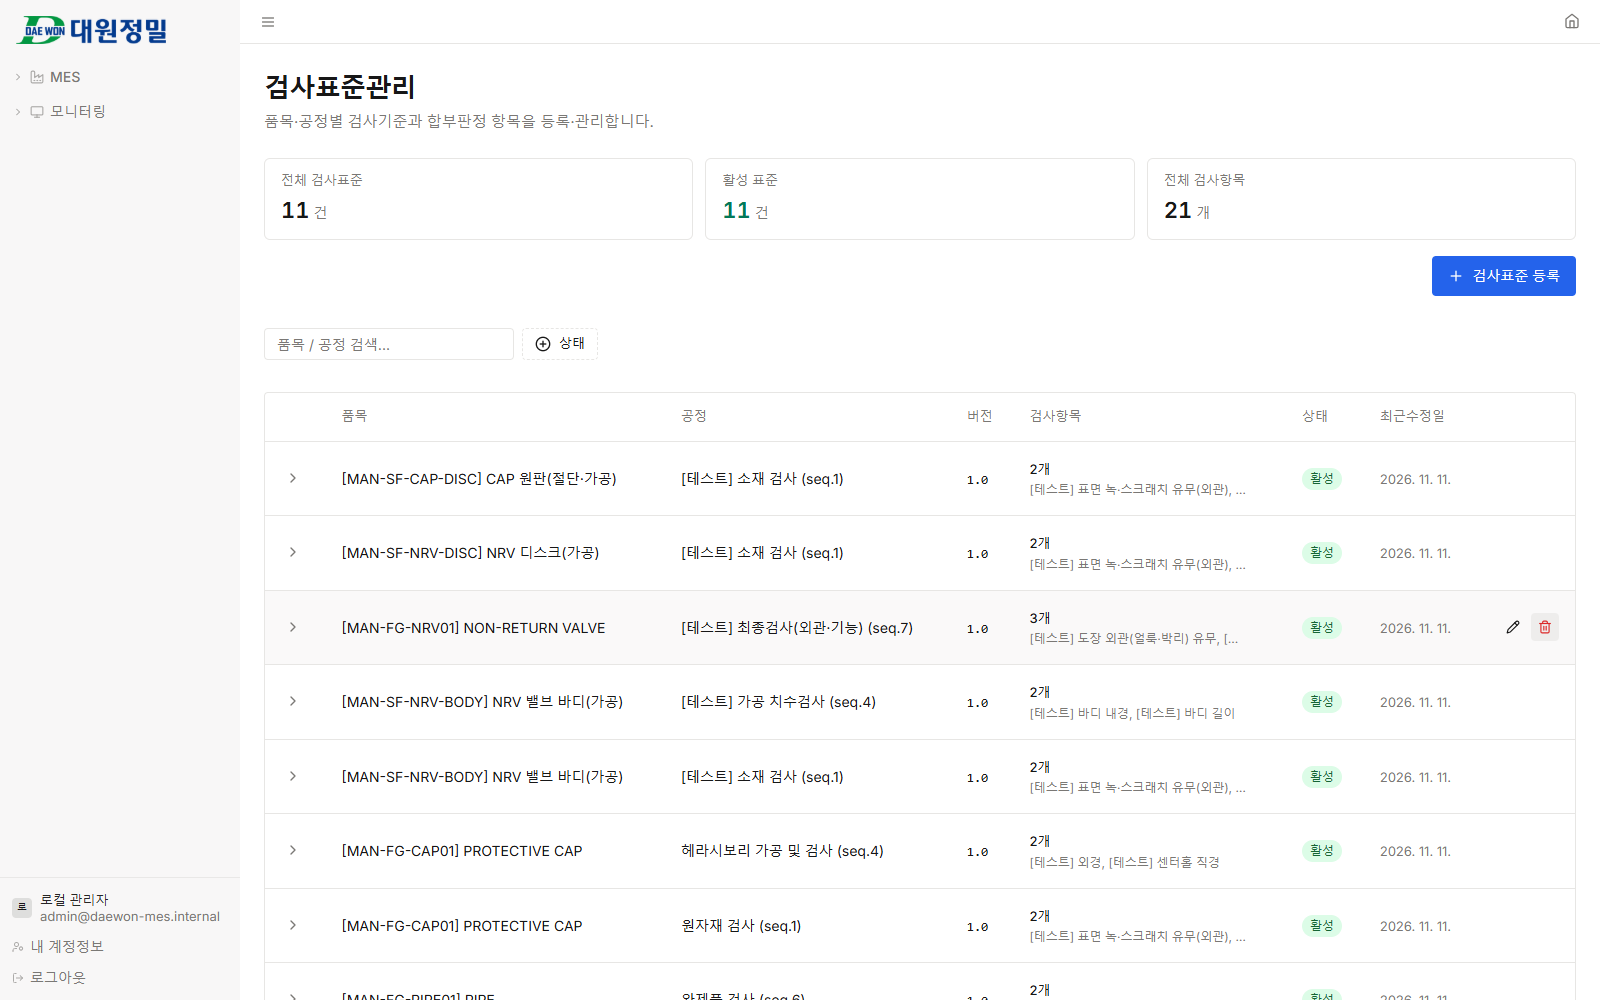 DAE WON 대원정밀
MES
모니터링
검사표준관리
품목·공정별 검사기준과 합부판정 항목을 등록·관리합니다.
전체 검사표준
11 건
활성 표준
11 건
전체 검사항목
21 개
검사표준 등록
품목 / 공정 검색...
상태
품목 공정 버전 검사항목 상태 최근수정일
[MAN-SF-CAP-DISC] CAP 원판(절단·가공) [테스트] 소재 검사 (seq.1) 1.0 2개 활성 2026. 11. 11.
[테스트] 표면 녹·스크래치 유무(외관), ...
[MAN-SF-NRV-DISC] NRV 디스크(가공) [테스트] 소재 검사 (seq.1) 1.0 2개 활성 2026. 11. 11.
[테스트] 표면 녹·스크래치 유무(외관), ...
[MAN-FG-NRV01] NON-RETURN VALVE [테스트] 최종검사(외관·기능) (seq.7) 1.0 3개 활성 2026. 11. 11.
[테스트] 도장 외관(얼룩·박리) 유무, [...
[MAN-SF-NRV-BODY] NRV 밸브 바디(가공) [테스트] 가공 치수검사 (seq.4) 1.0 2개 활성 2026. 11. 11.
[테스트] 바디 내경, [테스트] 바디 길이
[MAN-SF-NRV-BODY] NRV 밸브 바디(가공) [테스트] 소재 검사 (seq.1) 1.0 2개 활성 2026. 11. 11.
[테스트] 표면 녹·스크래치 유무(외관), ...
[MAN-FG-CAP01] PROTECTIVE CAP 헤라시보리 가공 및 검사 (seq.4) 1.0 2개 활성 2026. 11. 11.
[테스트] 외경, [테스트] 센터홀 직경
[MAN-FG-CAP01] PROTECTIVE CAP 원자재 검사 (seq.1) 1.0 2개 활성 2026. 11. 11.
[테스트] 표면 녹·스크래치 유무(외관), ...
[MAN-FG-PIPE01] PIPE 완제품 검사 (seq.6) 1.0 2개 활성 2026. 11. 11.
로 로컬 관리자
admin@daewon-mes.internal
내 계정정보
로그아웃